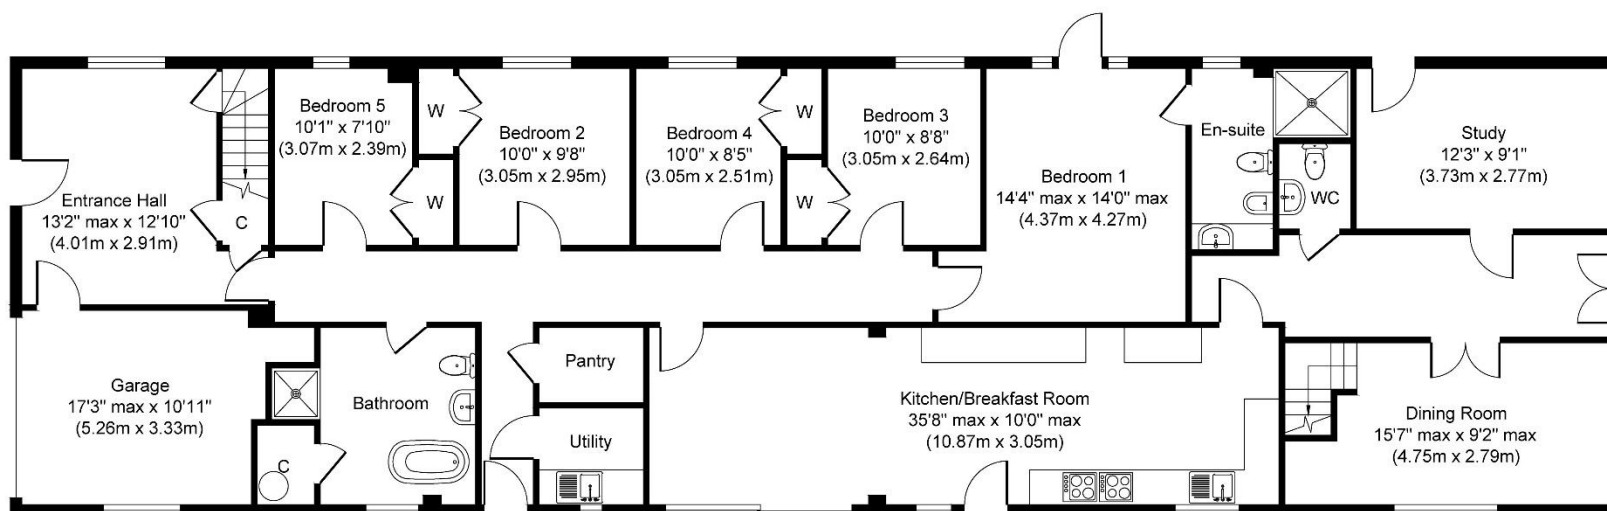 Bedroom 5
10'1" x 7'10"
(3.07m x 2.39m)
W
W
Bedroom 2
10'0" x 9'8"
(3.05m x 2.95m)
Bedroom 4
10'0" x 8'5"
(3.05m x 2.51m)
W
W
Bedroom 3
10'0" x 8'8"
(3.05m x 2.64m)
Bedroom 1
14'4" max x 14'0" max
(4.37m x 4.27m)
En-suite
WC
Study
12'3" x 9'1"
(3.73m x 2.77m)
Entrance Hall
13'2" max x 12'10"
(4.01m x 2.91m)
C
Garage
17'3" max x 10'11"
(5.26m x 3.33m)
C
Bathroom
Pantry
Utility
Kitchen/Breakfast Room
35'8" max x 10'0" max
(10.87m x 3.05m)
Dining Room
15'7" max x 9'2" max
(4.75m x 2.79m)